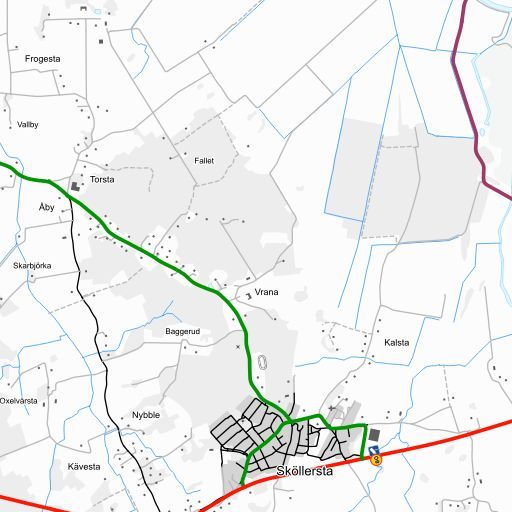 Frogesta
Vallby
Fallet
Torsta
Åby
Skarbjörka
Vrana
Baggerud
Kalsta
Oxelvarsta
Nybble
Kävesta
Sköllersta